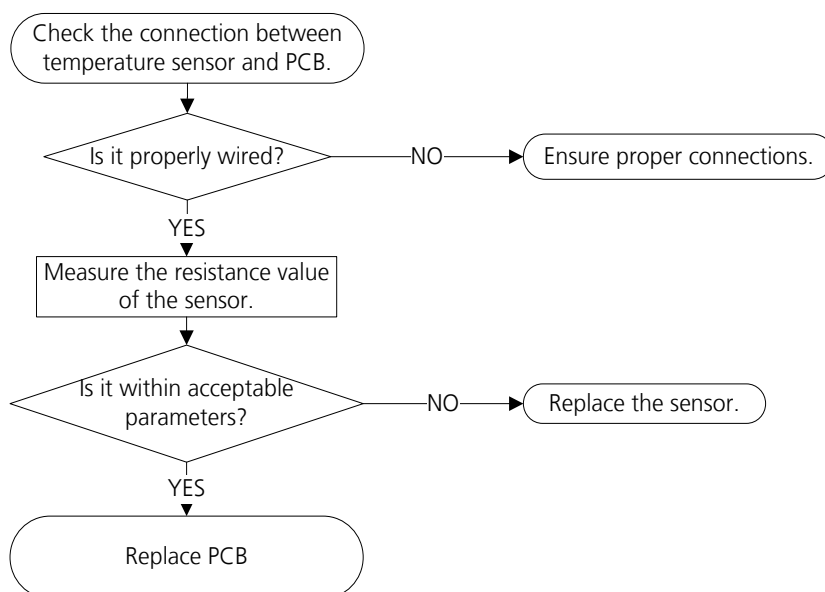 Check the connection between
temperature sensor and PCB.
Is it properly wired?
NO
Ensure proper connections.
YES
Measure the resistance value
of the sensor.
Is it within acceptable
parameters?
NO
Replace the sensor.
YES
Replace PCB